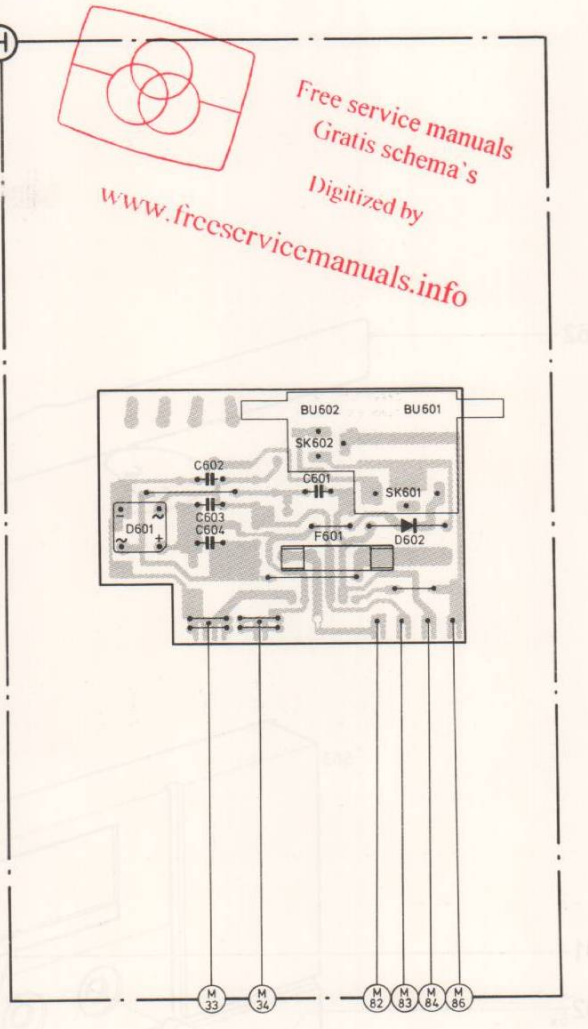 H
Free service manuals
Gratis schema`s
Digitized by
www.freeservicemanuals.info
BU602
BU601
SK602
C602
C601
SK601
C603
D601
C604
F601
D602
-
~
~
+
M
33
M
34
M
82
M
83
M
84
M
86